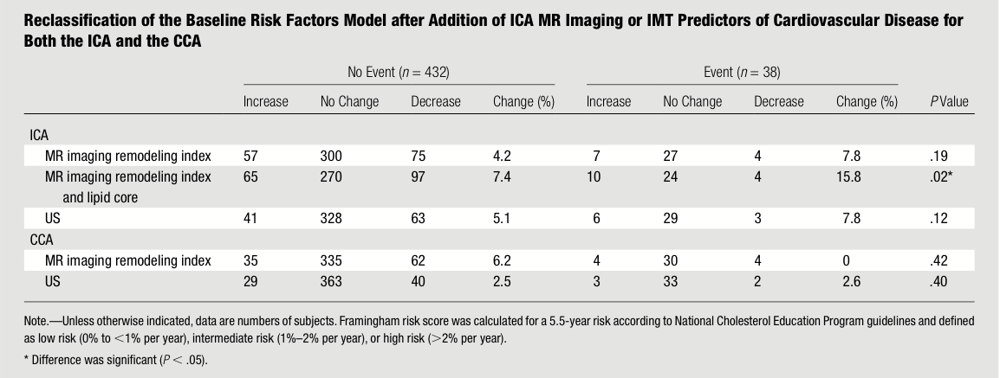 Reclassification of the Baseline Risk Factors Model after Addition of ICA MR Imaging or IMT Predictors of Cardiovascular Disease for
Both the ICA and the CCA
No Event (n = 432) Event (n = 38)
Increase No Change Decrease Change (%) Increase No Change Decrease Change (%) P Value
ICA
MR imaging remodeling index 57 300 75 4.2 7 27 4 7.8 .19
MR imaging remodeling index 65 270 97 7.4 10 24 4 15.8 .02*
and lipid core
US 41 328 63 5.1 6 29 3 7.8 .12
CCA
MR imaging remodeling index 35 335 62 6.2 4 30 4 0 .42
US 29 363 40 2.5 3 33 2 2.6 .40
Note.—Unless otherwise indicated, data are numbers of subjects. Framingham risk score was calculated for a 5.5-year risk according to National Cholesterol Education Program guidelines and defined
as low risk (0% to <1% per year), intermediate risk (1%–2% per year), or high risk (>2% per year).
* Difference was significant (P < .05).